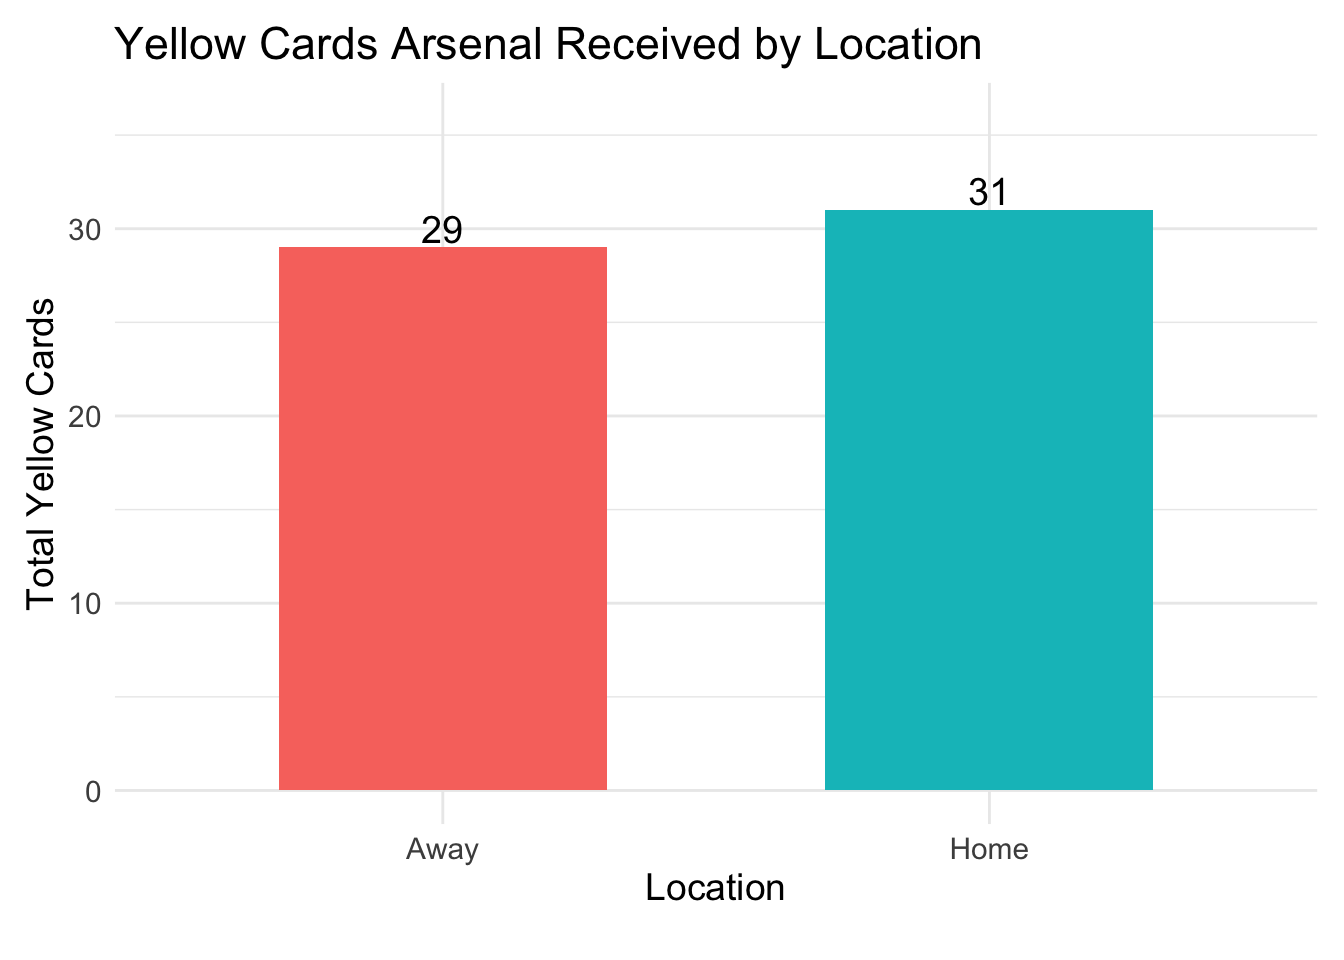 Yellow Cards Arsenal Received by Location
Total Yellow Cards
30
20
10
0
29
31
Away
Home
Location